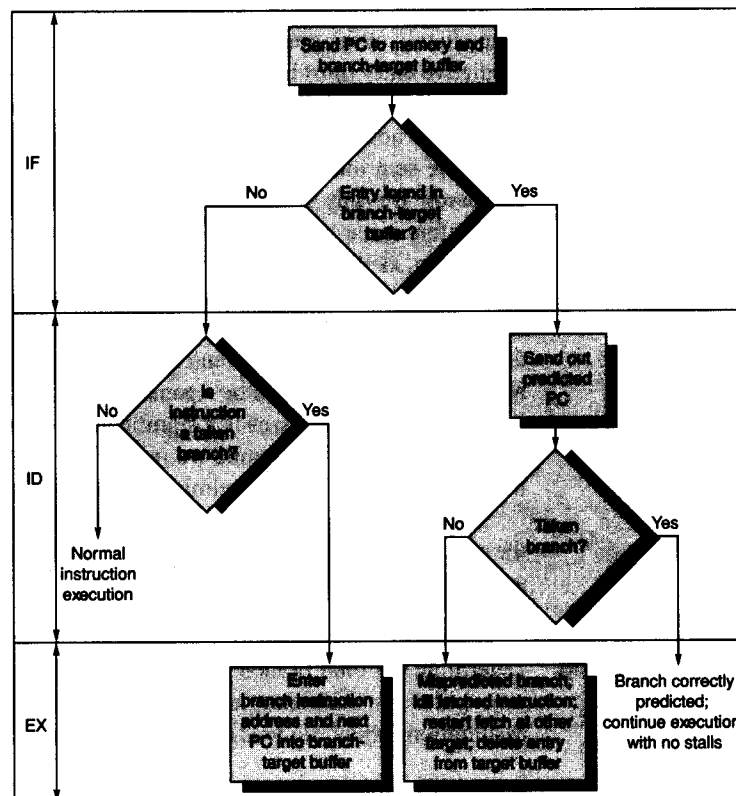 Send PC to memory and
branch-target buffer
IF
No
Entry found in
branch-target
buffer?
Yes
Send out
predicted
PC
No
Is
instruction
a taken
branch?
Yes
ID
No
Taken
branch?
Yes
Normal
instruction
execution
EX
Enter
branch instruction
address and next
PC into branch-
target buffer
Mispredicted branch;
kill fetched instruction;
restart fetch at other
target; delete entry
from target buffer
Branch correctly
predicted;
continue execution
with no stalls